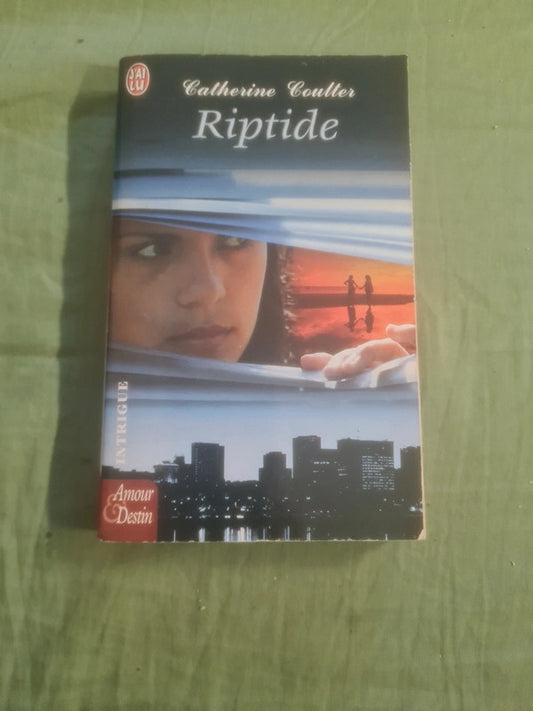 J'AI
LU
Catherine Coulter
Riptide
INTRIGUE
Amour
& Destin